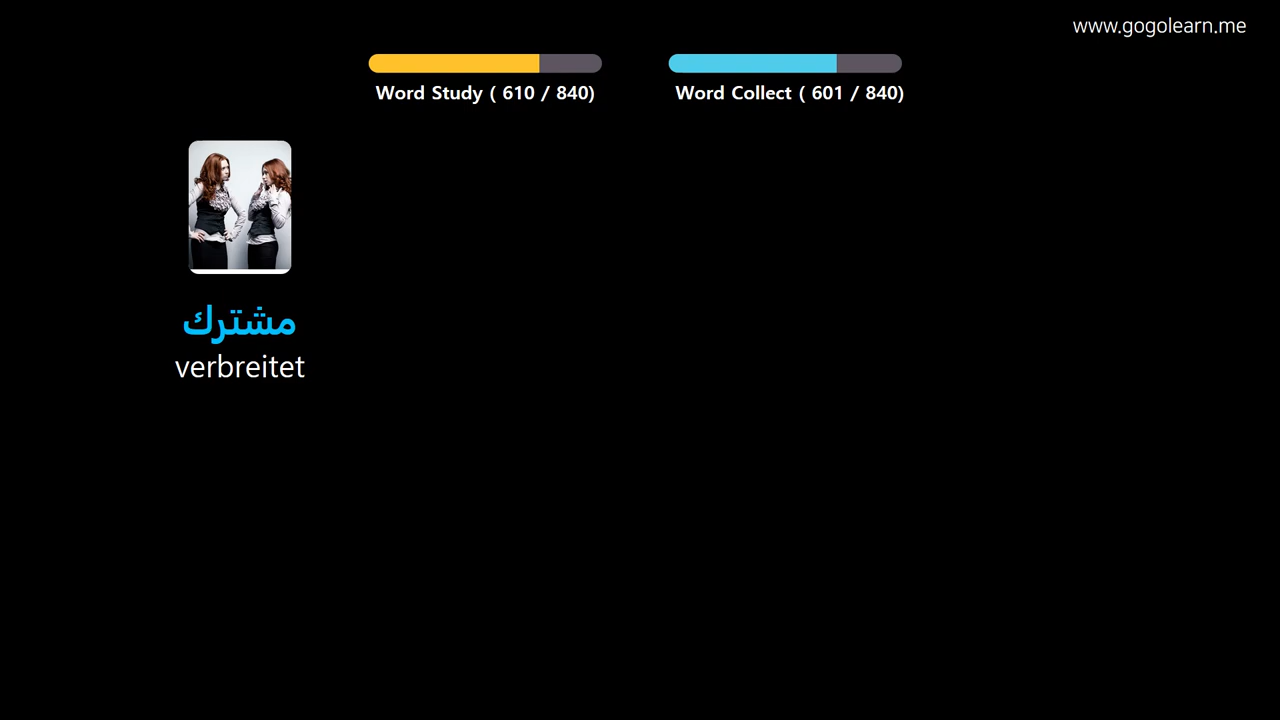 www.gogolearn.me
Word Study ( 610 / 840)
Word Collect ( 601 / 840)
مشترك
verbreitet